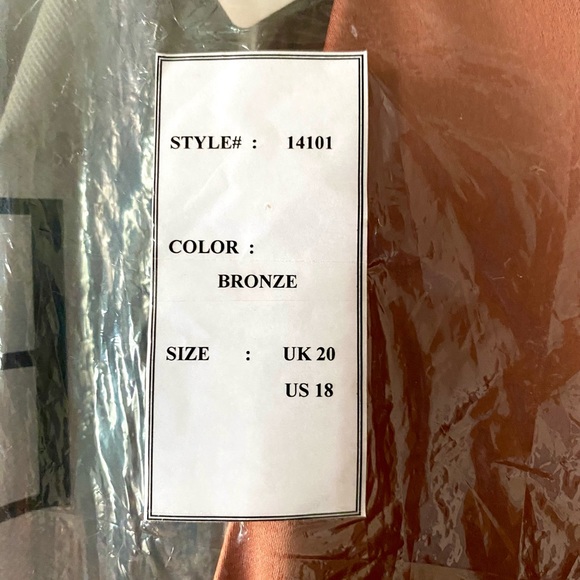 STYLE# : 14101
COLOR :
BRONZE
SIZE : UK 20
US 18